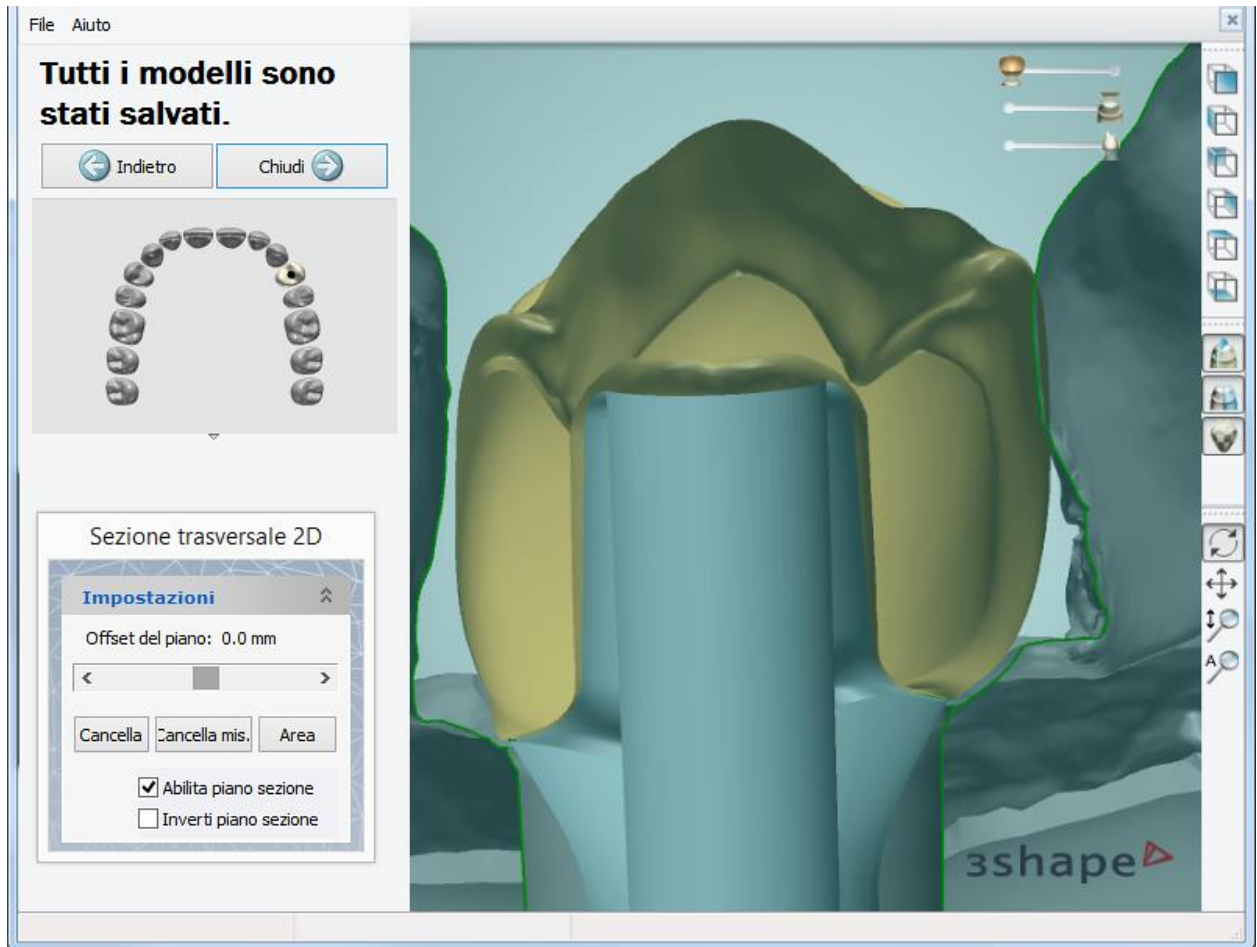 File Aiuto
Tutti i modelli sono
stati salvati.
Indietro Chiudi
Sezione trasversale 2D
Impostazioni
Offset del piano: 0.0 mm
Cancella Cancella mis. Area
Abilita piano sezione
Inverti piano sezione
A
3shape